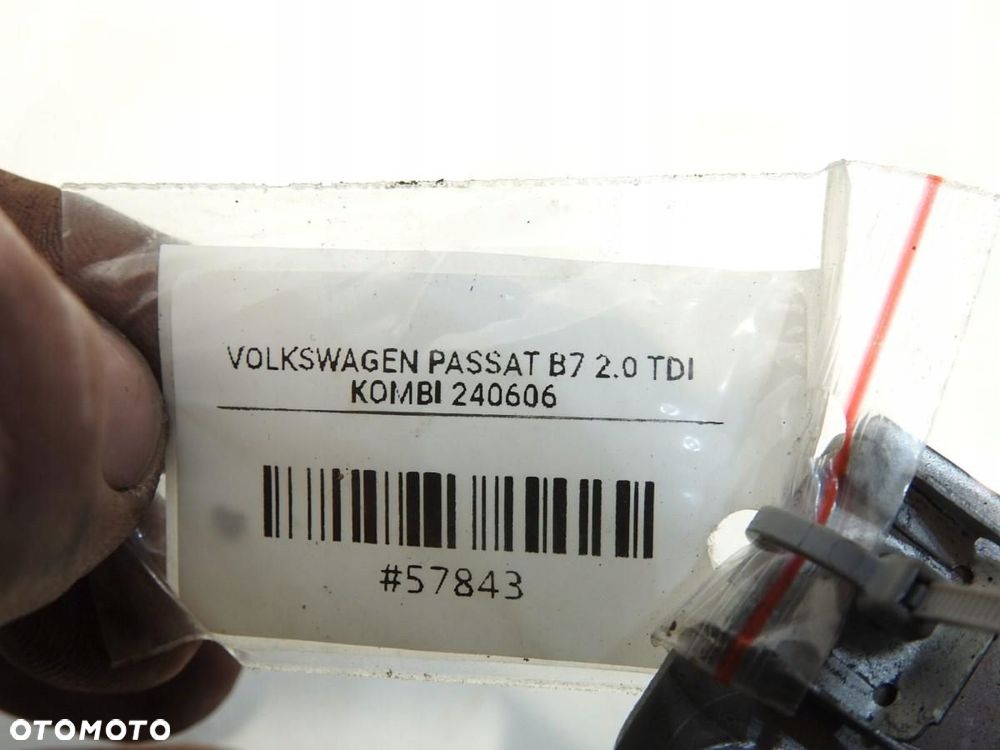 VOLKSWAGEN PASSAT B7 2.0 TDI
KOMBI 240606
#57843
OTOMOTO